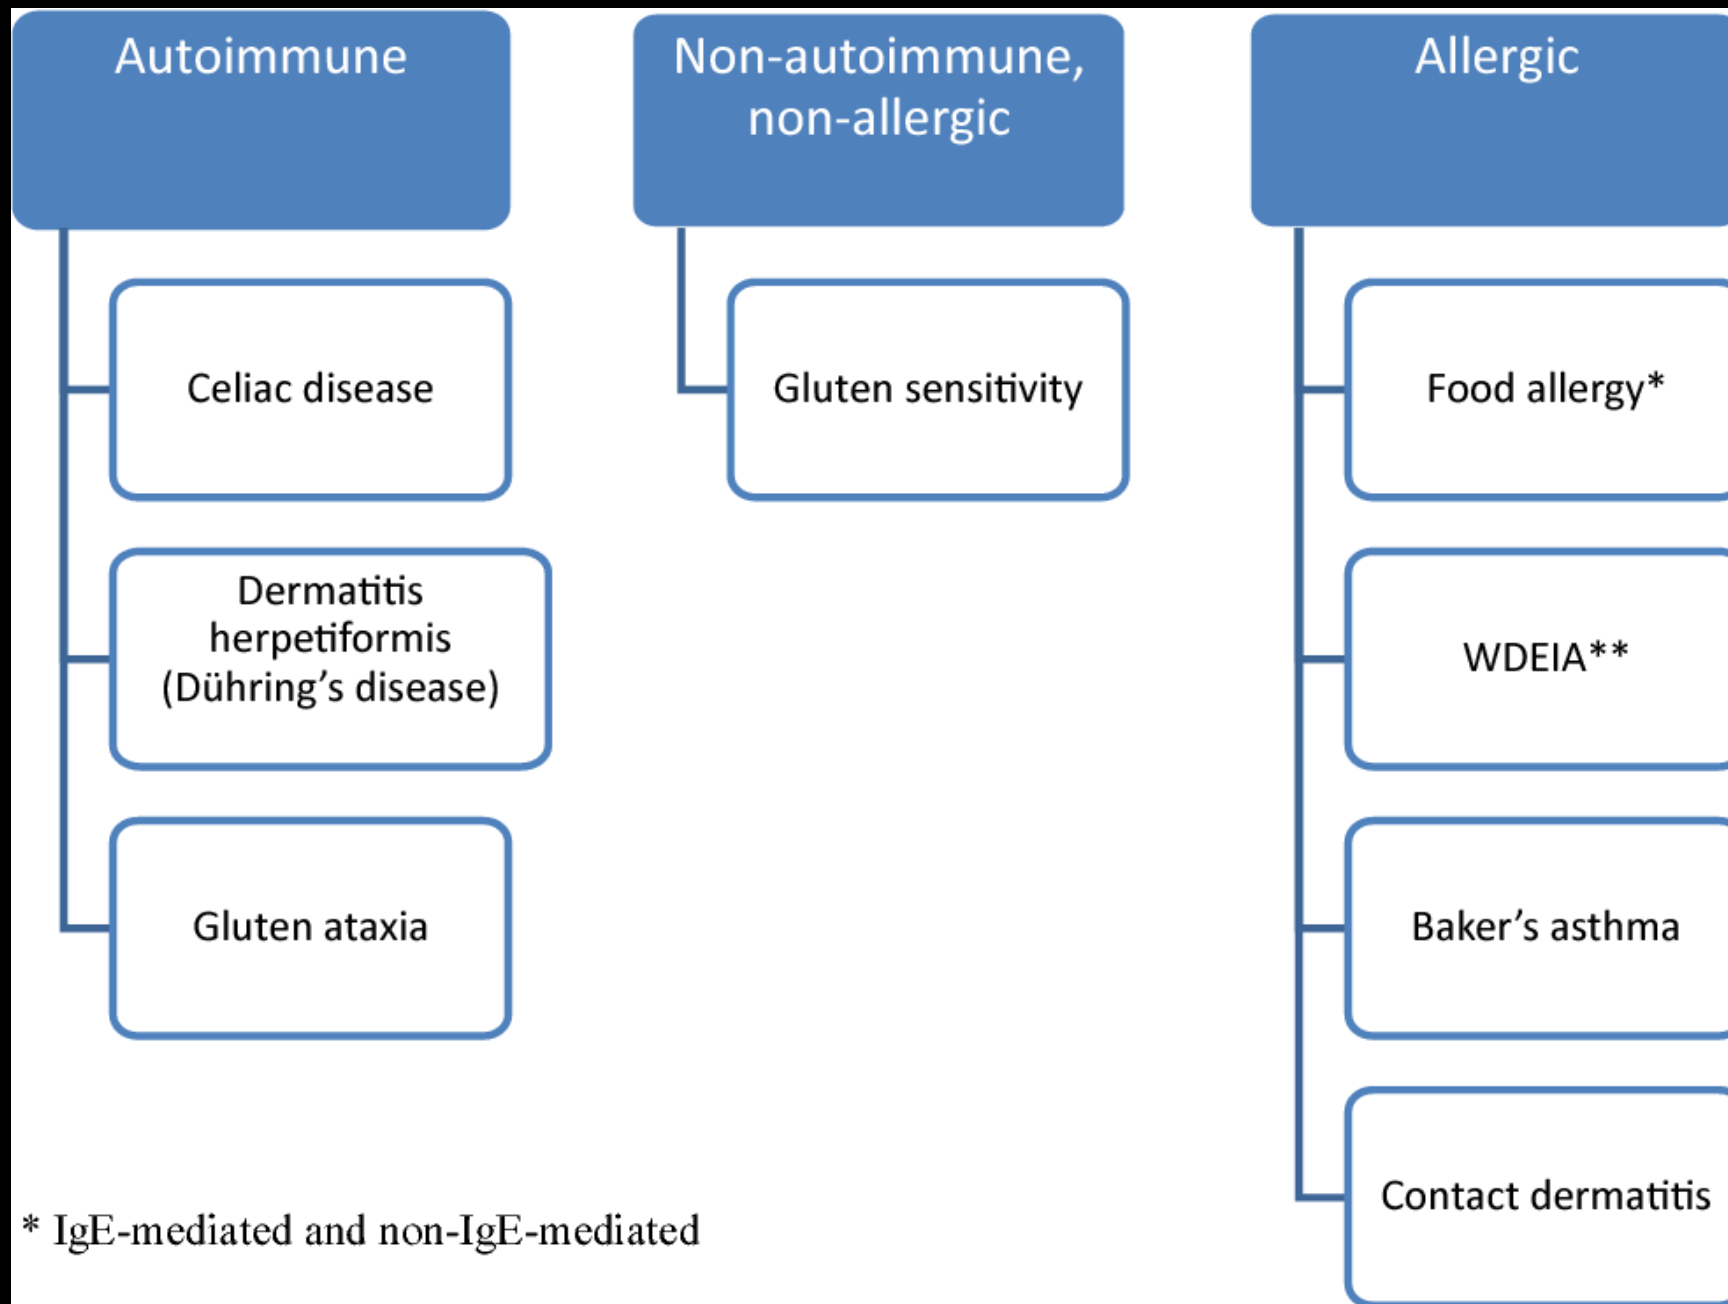 Autoimmune
Celiac disease
Dermatitis
herpetiformis
(Dühring’s disease)
Gluten ataxia
Non-autoimmune,
non-allergic
Gluten sensitivity
Allergic
Food allergy*
WDEIA**
Baker’s asthma
Contact dermatitis
* IgE-mediated and non-IgE-mediated